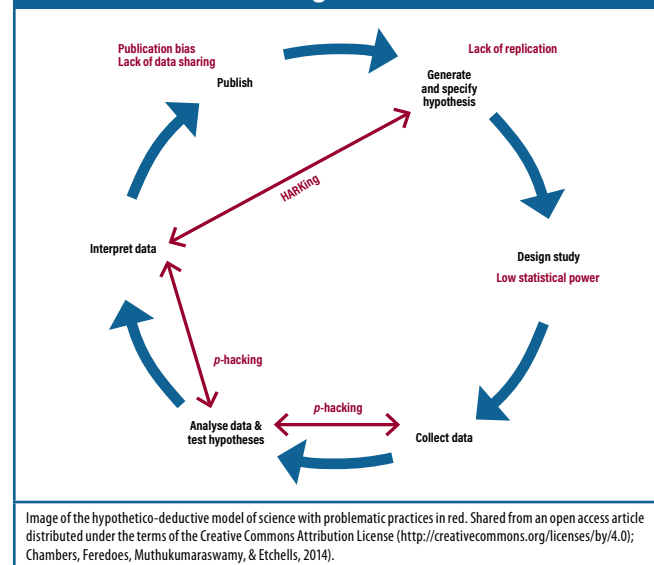 Publication bias
Lack of data sharing
Publish
Lack of replication
Generate
and specify
hypothesis
HARKing
Interpret data
Design study
Low statistical power
p-hacking
p-hacking
Analyse data &
test hypotheses
Collect data
Image of the hypothetico-deductive model of science with problematic practices in red. Shared from an open access article
distributed under the terms of the Creative Commons Attribution License (http://creativecommons.org/licenses/by/4.0);
Chambers, Feredoes, Muthukumaraswamy, & Etchells, 2014).